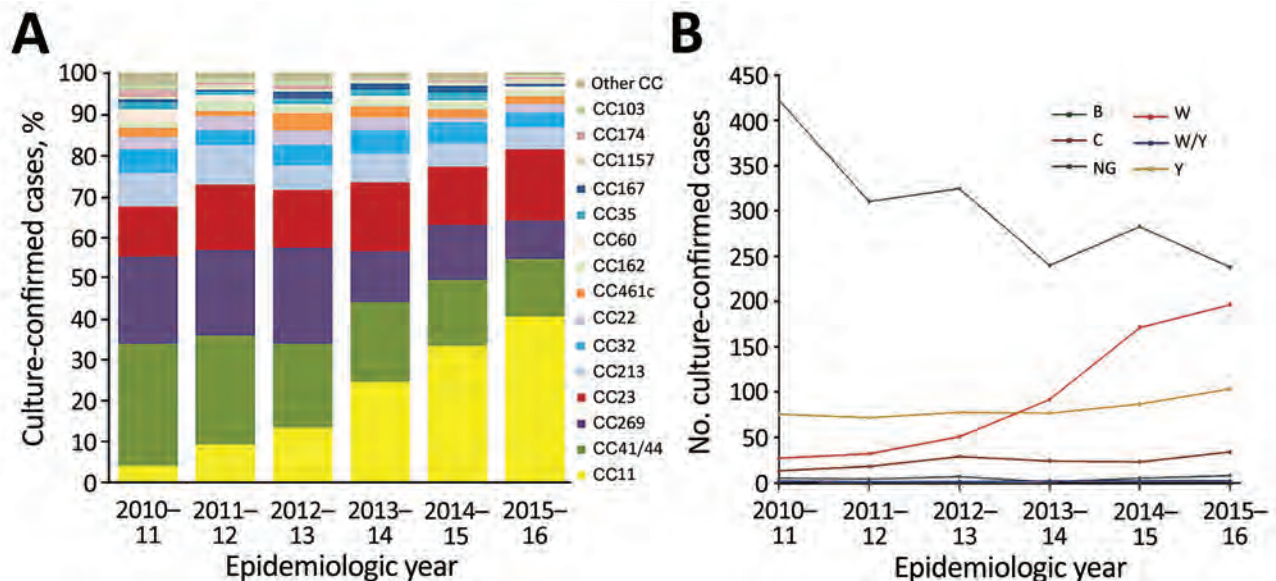 A
100
90
80
70
60
50
40
30
20
10
0
Culture-confirmed cases, %
2010–
11
2011–
12
2012–
13
2013–
14
2014–
15
2015–
16
Epidemiologic year
Other CC
CC103
CC174
CC1157
CC167
CC35
CC60
CC162
CC461c
CC22
CC32
CC213
CC23
CC269
CC41/44
CC11
B
450
400
350
300
250
200
150
100
50
0
No. culture-confirmed cases
B
C
NG
W
W/Y
Y
2010–
11
2011–
12
2012–
13
2013–
14
2014–
15
2015–
16
Epidemiologic year